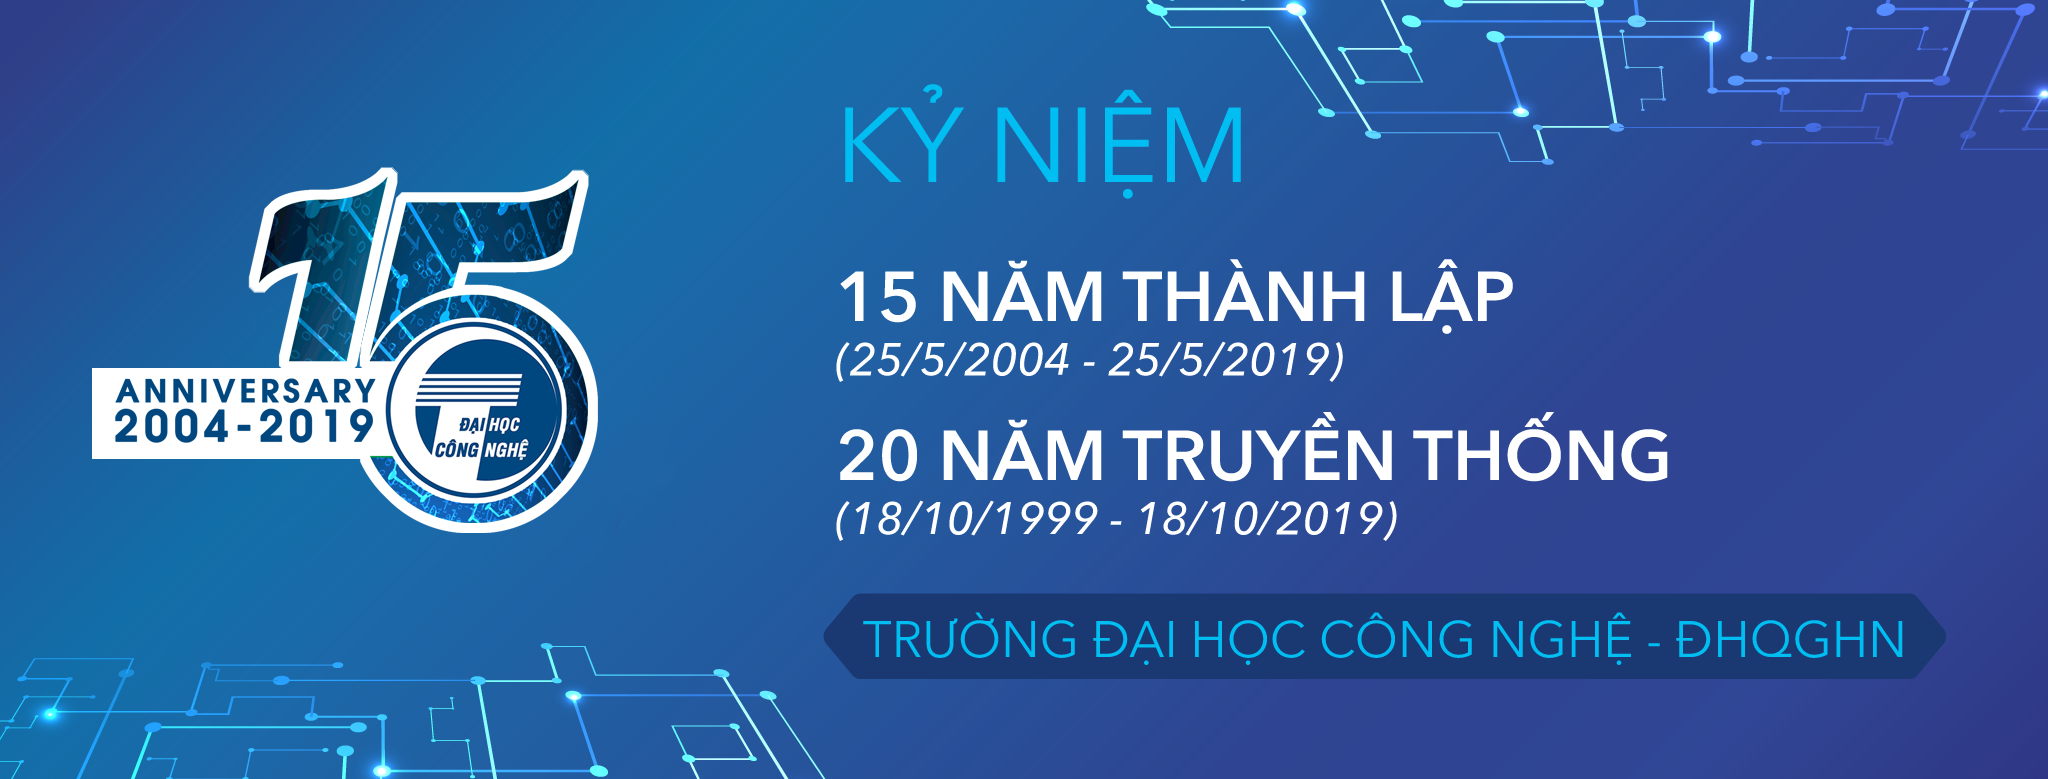 15
ANNIVERSARY
2004-2019
ĐẠI HỌC
CÔNG NGHỆ
KỶ NIỆM
15 NĂM THÀNH LẬP
(25/5/2004 - 25/5/2019)
20 NĂM TRUYỀN THỐNG
(18/10/1999 - 18/10/2019)
TRƯỜNG ĐẠI HỌC CÔNG NGHỆ - ĐHQGHN